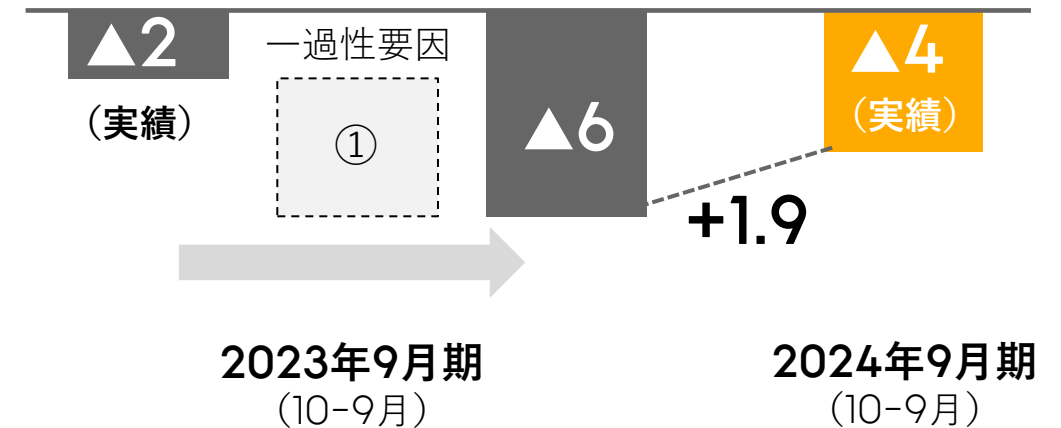 ▲2
（実績）
一過性要因
①
▲6
+1.9
▲4
（実績）
2023年9月期
（10-9月）
2024年9月期
（10-9月）